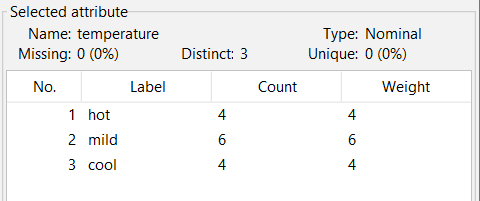 Selected attribute
Name: temperature Type: Nominal
Missing: 0 (0%) Distinct: 3 Unique: 0 (0%)
No. Label Count Weight
1 hot 4 4
2 mild 6 6
3 cool 4 4